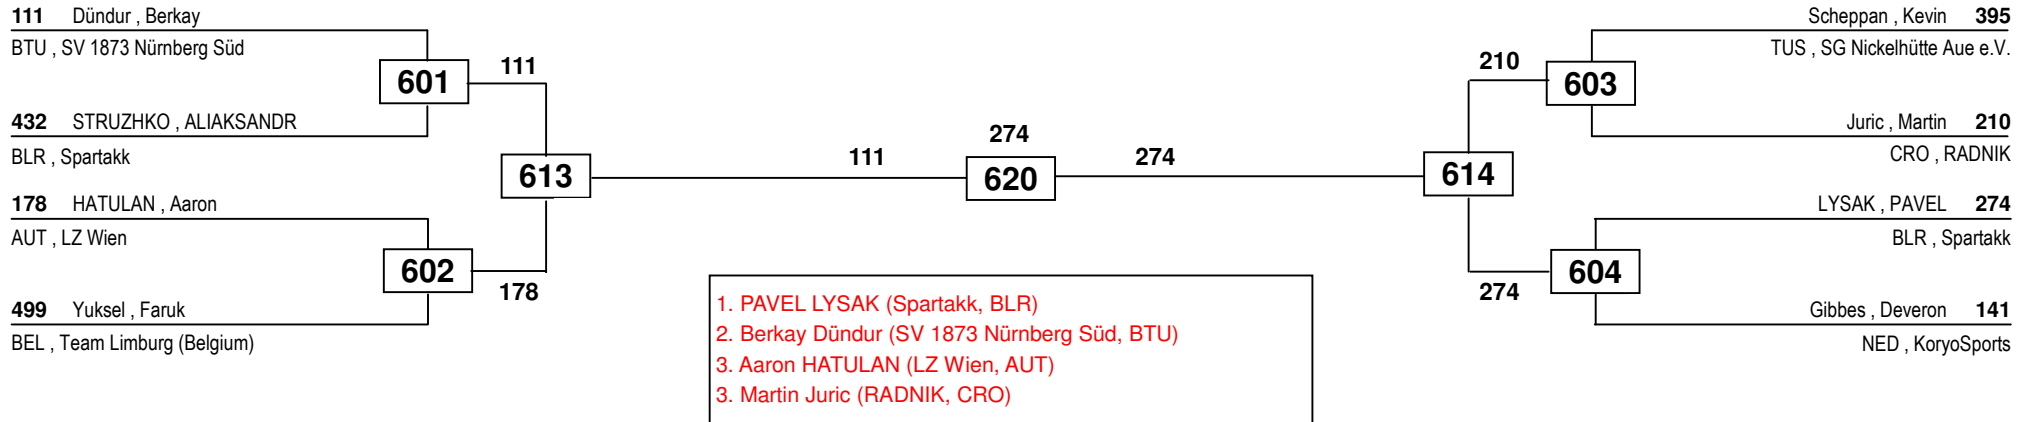 111 Dündur , Berkay
BTU , SV 1873 Nürnberg Süd
601
111
432 STRUZHKO , ALIAKSANDR
BLR , Spartakk
613
111
178 HATULAN , Aaron
AUT , LZ Wien
602
178
499 Yuksel , Faruk
BEL , Team Limburg (Belgium)
274
620
274
Scheppan , Kevin 395
TUS , SG Nickelhütte Aue e.V.
210
603
Juric , Martin 210
CRO , RADNIK
614
LYSAK , PAVEL 274
BLR , Spartakk
604
274
Gibbes , Deveron 141
NED , KoryoSports
1. PAVEL LYSAK (Spartakk, BLR)
2. Berkay Dündur (SV 1873 Nürnberg Süd, BTU)
3. Aaron HATULAN (LZ Wien, AUT)
3. Martin Juric (RADNIK, CRO)